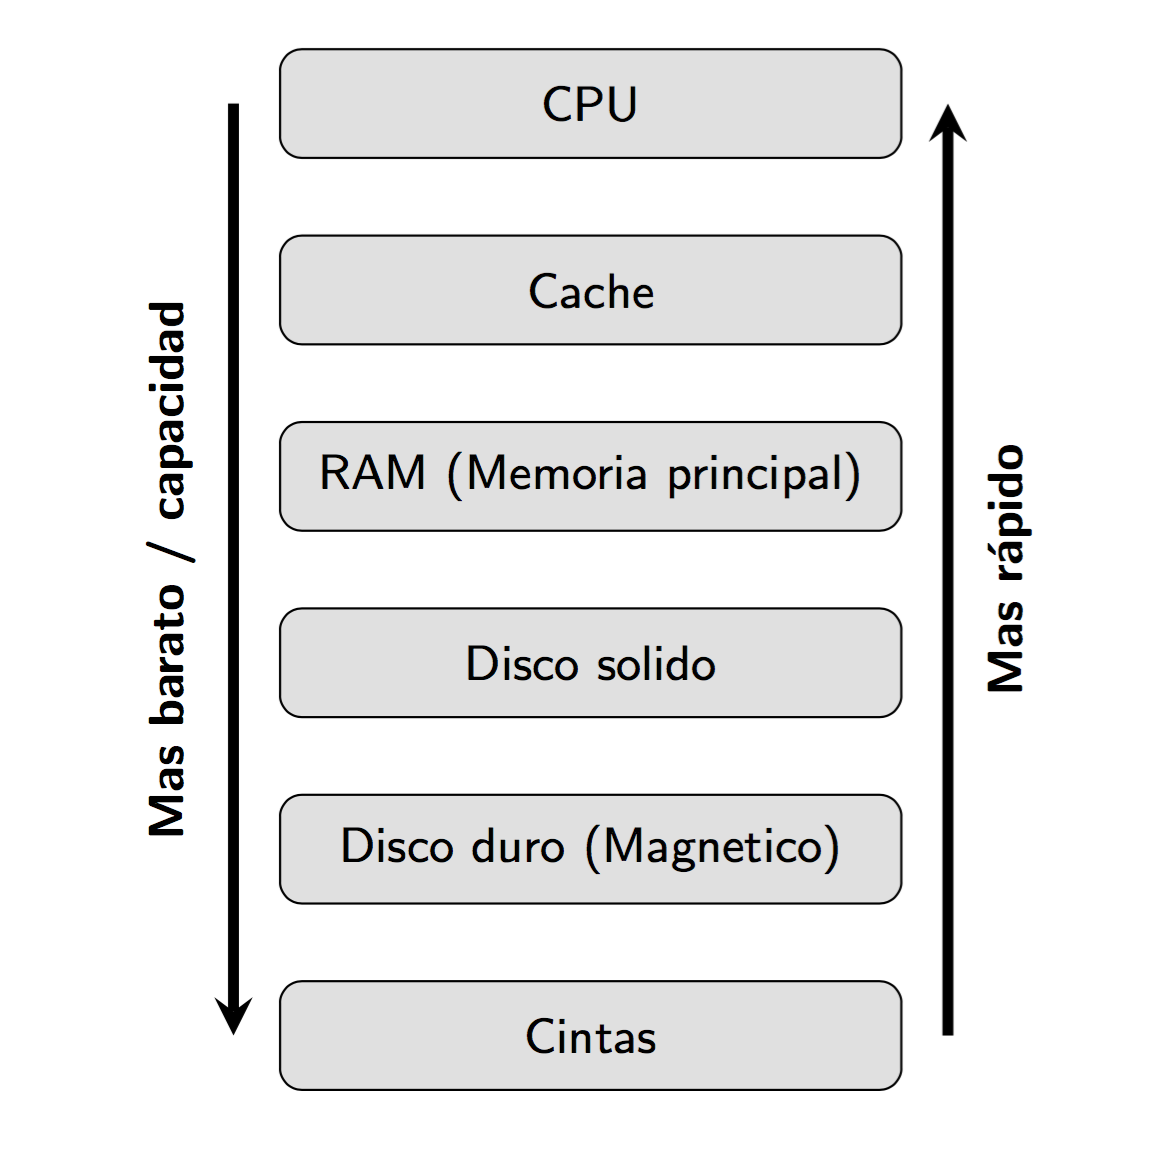 CPU
Cache
RAM (Memoria principal)
Disco solido
Disco duro (Magnetico)
Cintas
Mas barato / capacidad
Mas rápido